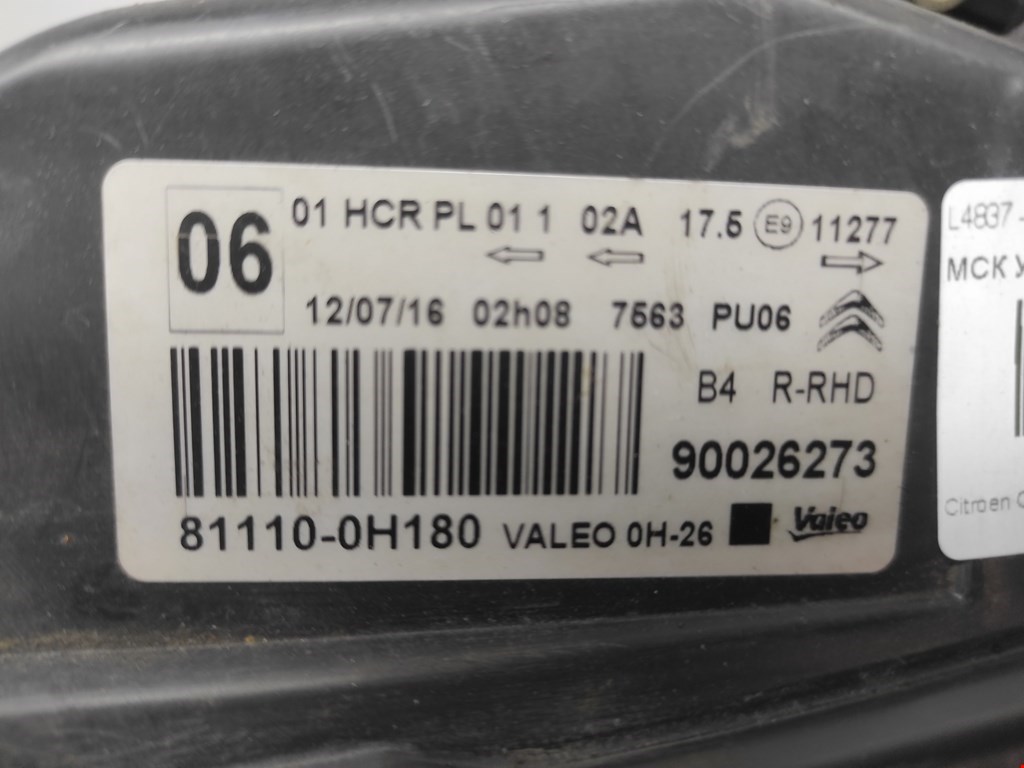 06
01 HCR PL 01 1 02A 17.5 E9 11277
12/07/16 02h08 7563 PU06
B4 R-RHD
90026273
81110-0H180 VALEO 0H-26 Valeo
L4837-
МСК
Citroen